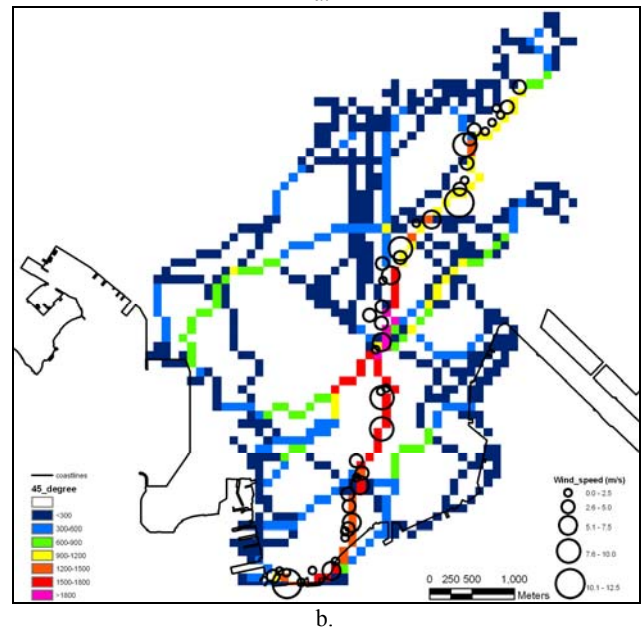 coastlines
45_degree
<300
300-600
600-900
900-1200
1200-1500
1500-1800
>1800
Wind_speed (m/s)
0.0 - 2.5
2.6 - 5.0
5.1 - 7.5
7.6 - 10.0
10.1 - 12.5
0 250 500 1,000
Meters
b.